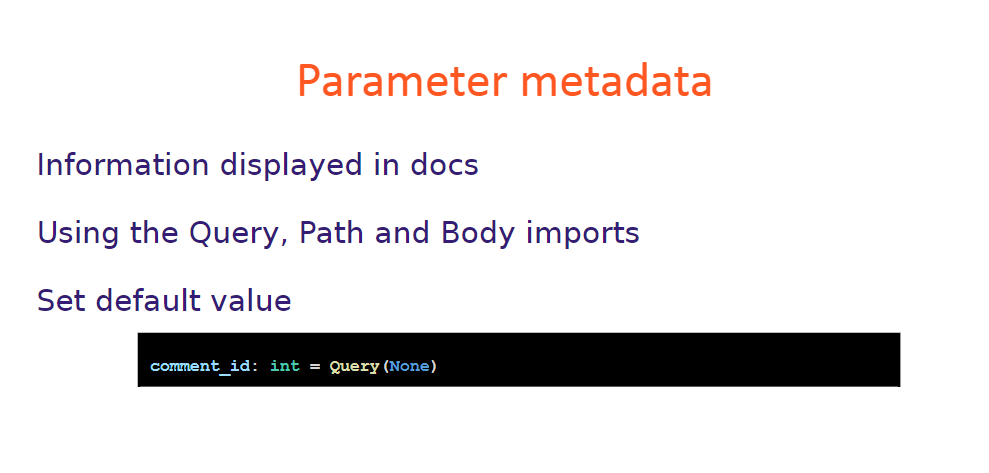 Parameter metadata
Information displayed in docs
Using the Query, Path and Body imports
Set default value
comment_id: int = Query(None)